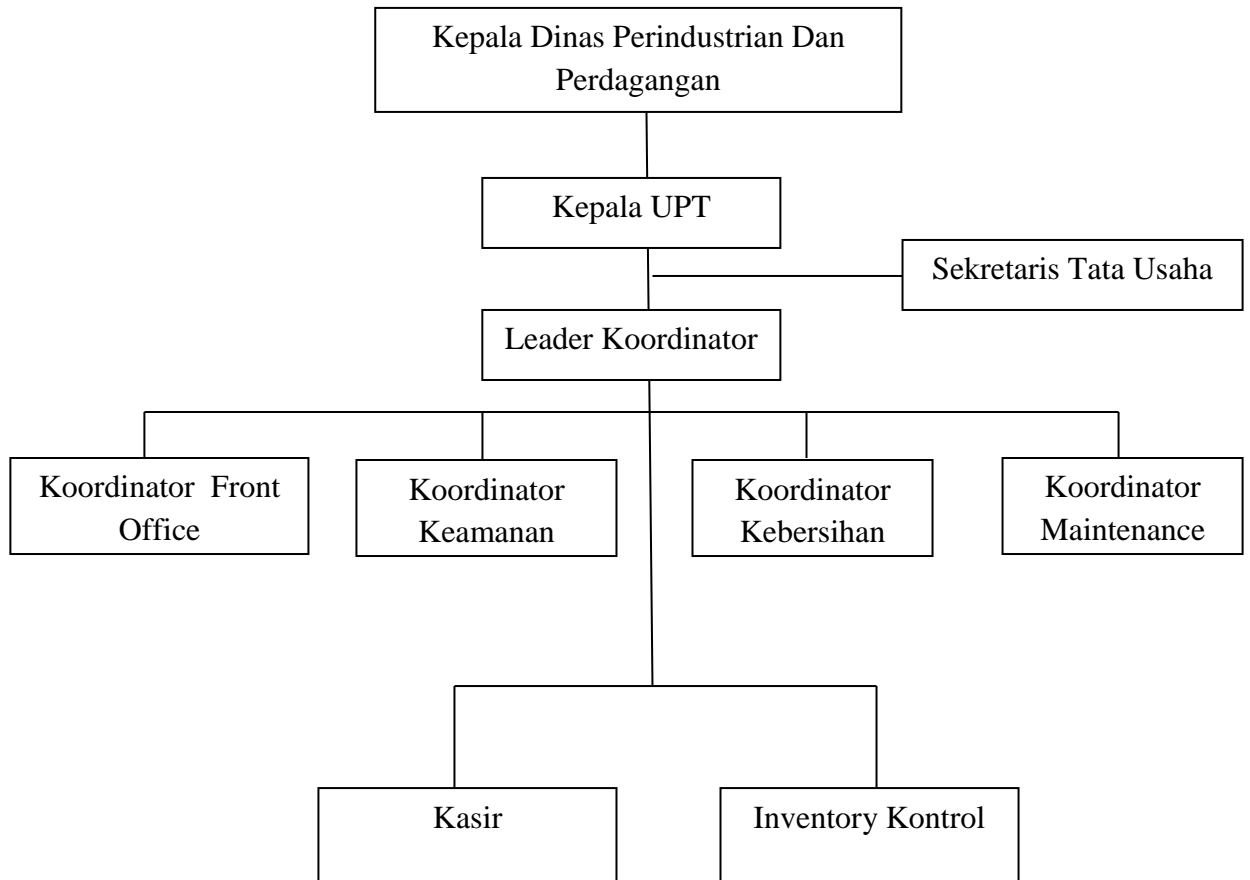 Kepala Dinas Perindustrian Dan
Perdagangan
Kepala UPT
Sekretaris Tata Usaha
Leader Koordinator
Koordinator  Front
Office
Koordinator
Keamanan
Koordinator
Kebersihan
Koordinator
Maintenance
Kasir
Inventory Kontrol